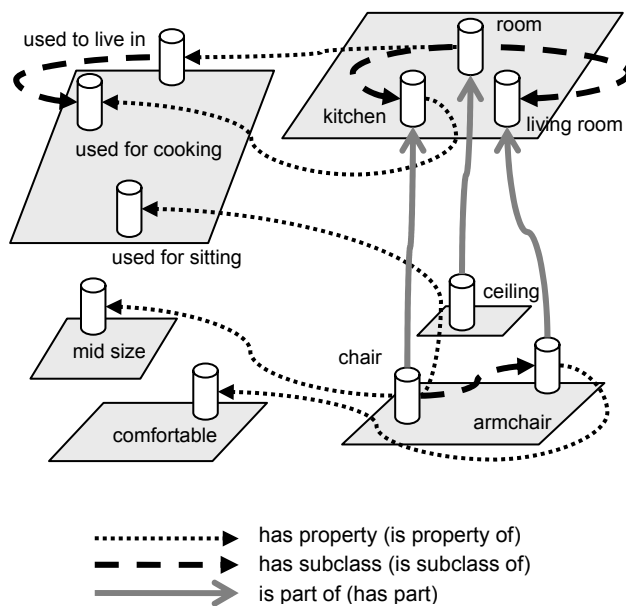 used to live in
room
kitchen
living room
used for cooking
used for sitting
ceiling
mid size
chair
comfortable
armchair
has property (is property of)
has subclass (is subclass of)
is part of (has part)